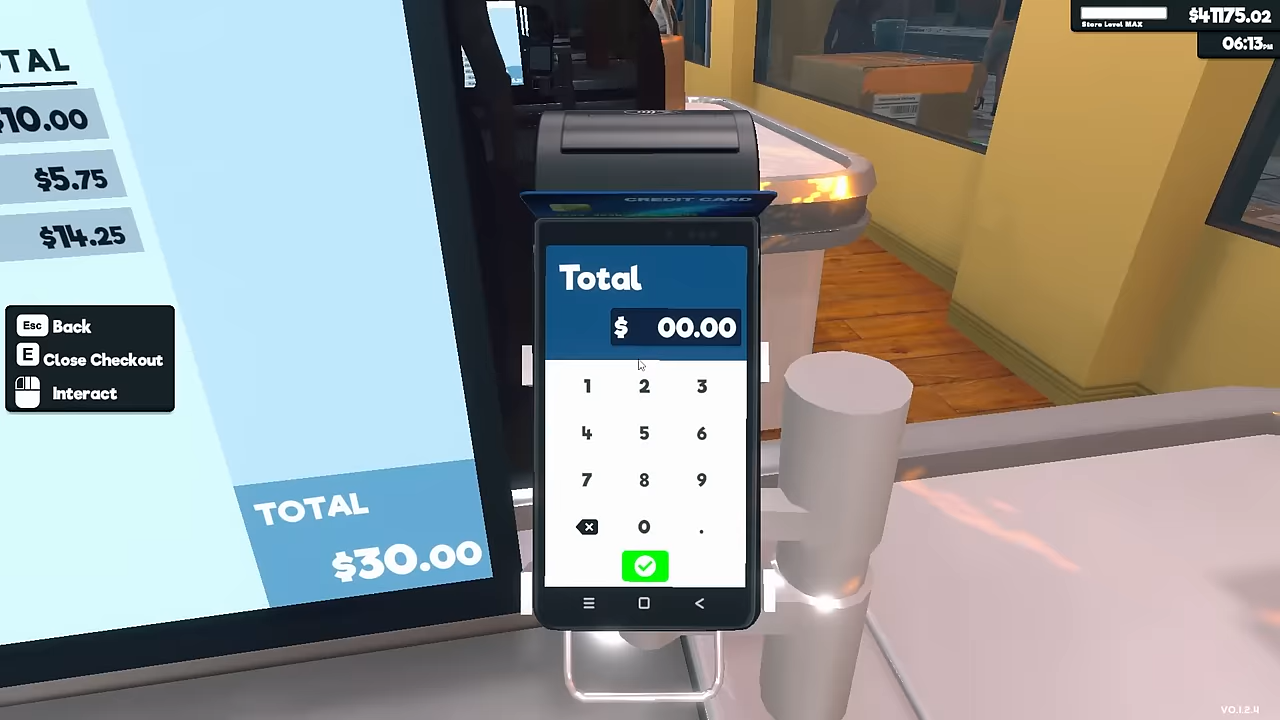 TOTAL
$10.00
$5.75
$14.25
Esc Back
E Close Checkout
Interact
TOTAL
$30.00
CREDIT CARD
Total
$ 00.00
1 2 3
4 5 6
7 8 9
0 .
Store Level MAX
$41175.02
06:13PM
V0.1.2.4